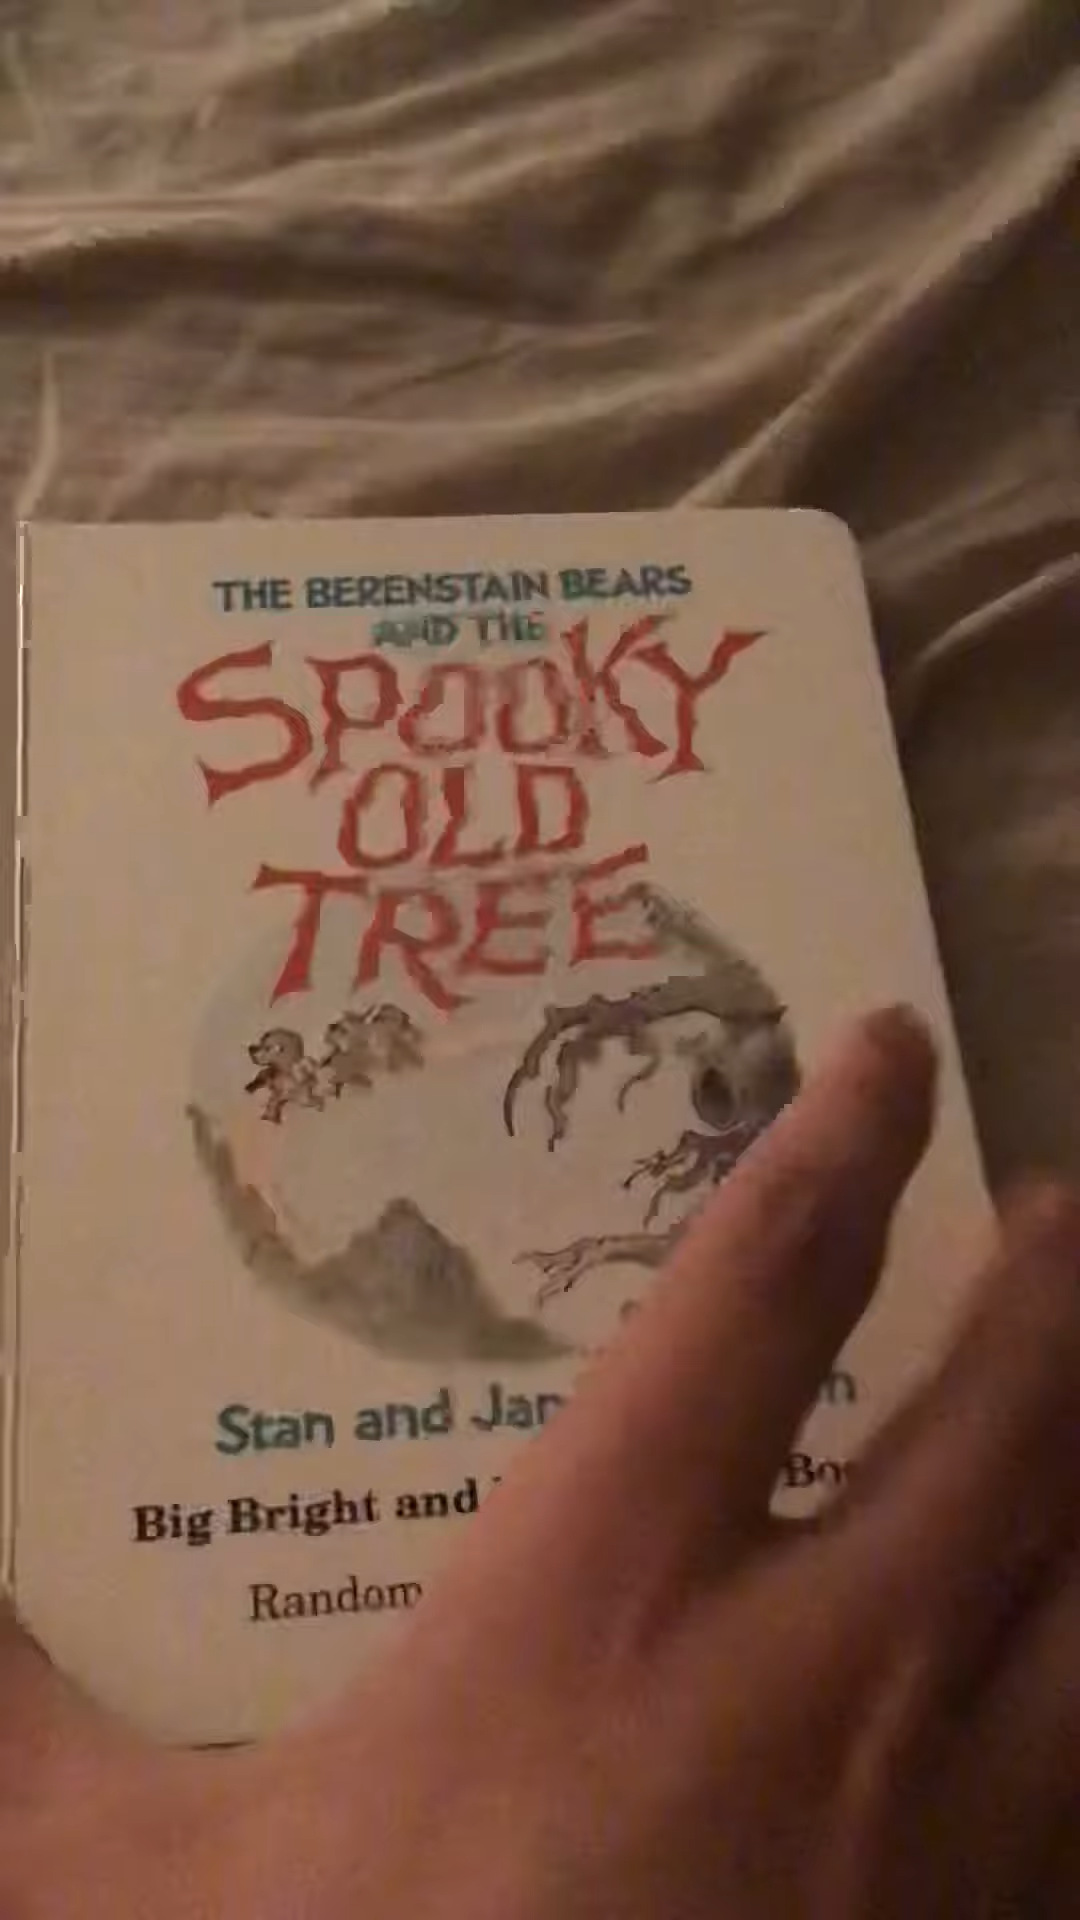 THE BERENSTAIN BEARS
AND THE
SPOOKY
OLD
TREE
Stan and Jan
Big Bright and
Random